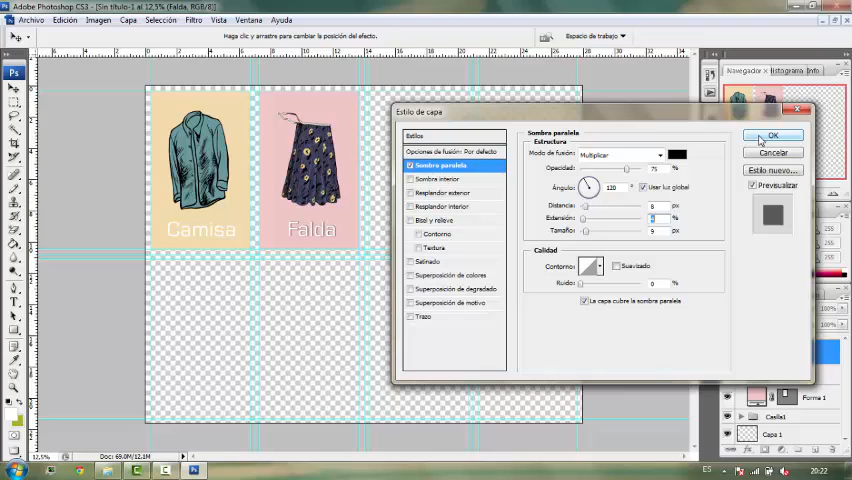 Adobe Photoshop CS3 - [Sin título-1 al 12,5% (Falda, RGB/8)]
Archivo Edición Imagen Capa Selección Filtro Vista Ventana Ayuda
Haga clic y arrastre para cambiar la posición del efecto.
Espacio de trabajo
Ps
Navegador × Histograma Info
Camisa
Falda
Estilo de capa
Estilos
Opciones de fusión: Por defecto
Sombra paralela
Sombra interior
Resplandor exterior
Resplandor interior
Bisel y relieve
Contorno
Textura
Satinado
Superposición de colores
Superposición de degradado
Superposición de motivo
Trazo
Sombra paralela
Estructura
Modo de fusión: Multiplicar
Opacidad: 75 %
Ángulo: 120 ° Usar luz global
Distancia: 8 px
Extensión: %
Tamaño: 9 px
Calidad
Contorno: Suavizado
Ruido: 0 %
La capa cubre la sombra paralela
OK
Cancelar
Estilo nuevo...
Previsualizar
255
255
255
Forma 1
Casilla1
Capa 1
12,5% Doc: 69.0M/12.1M
ES
20:22